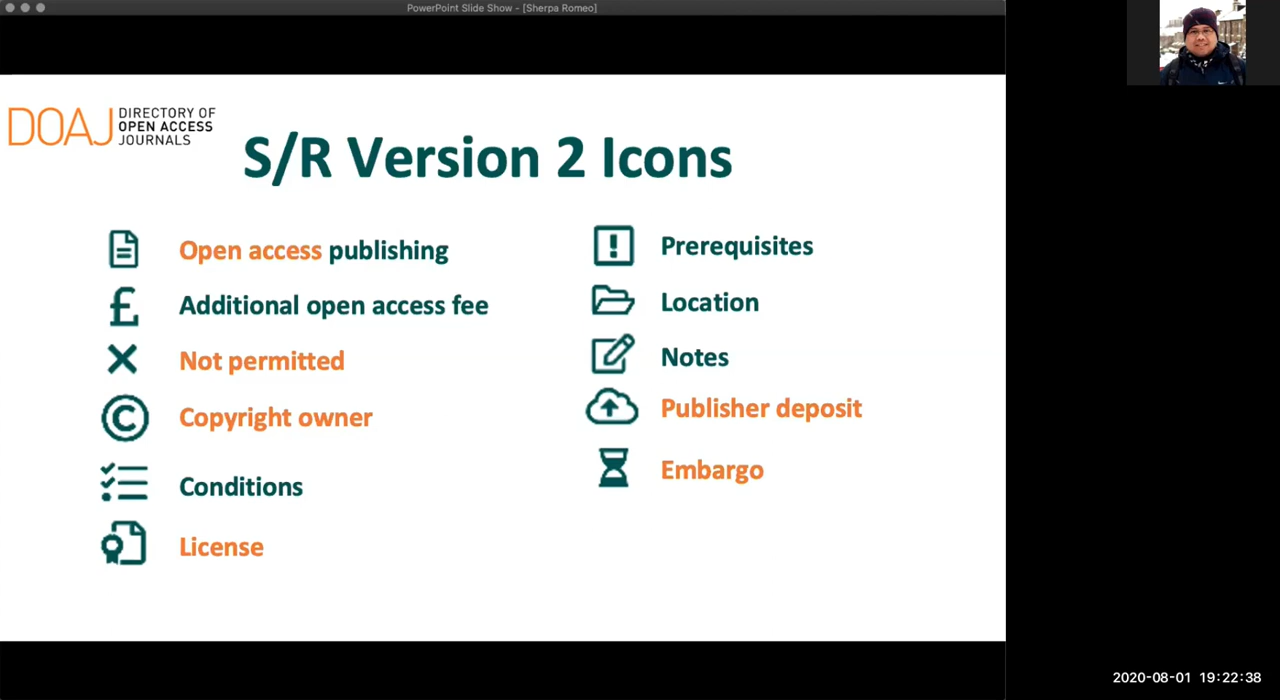 PowerPoint Slide Show - [Sherpa Romeo]
DOAJ
DIRECTORY OF
OPEN ACCESS
JOURNALS
S/R Version 2 Icons
Open access publishing
£ Additional open access fee
Not permitted
© Copyright owner
Conditions
License
! Prerequisites
Location
Notes
Publisher deposit
Embargo
2020-08-01 19:22:38